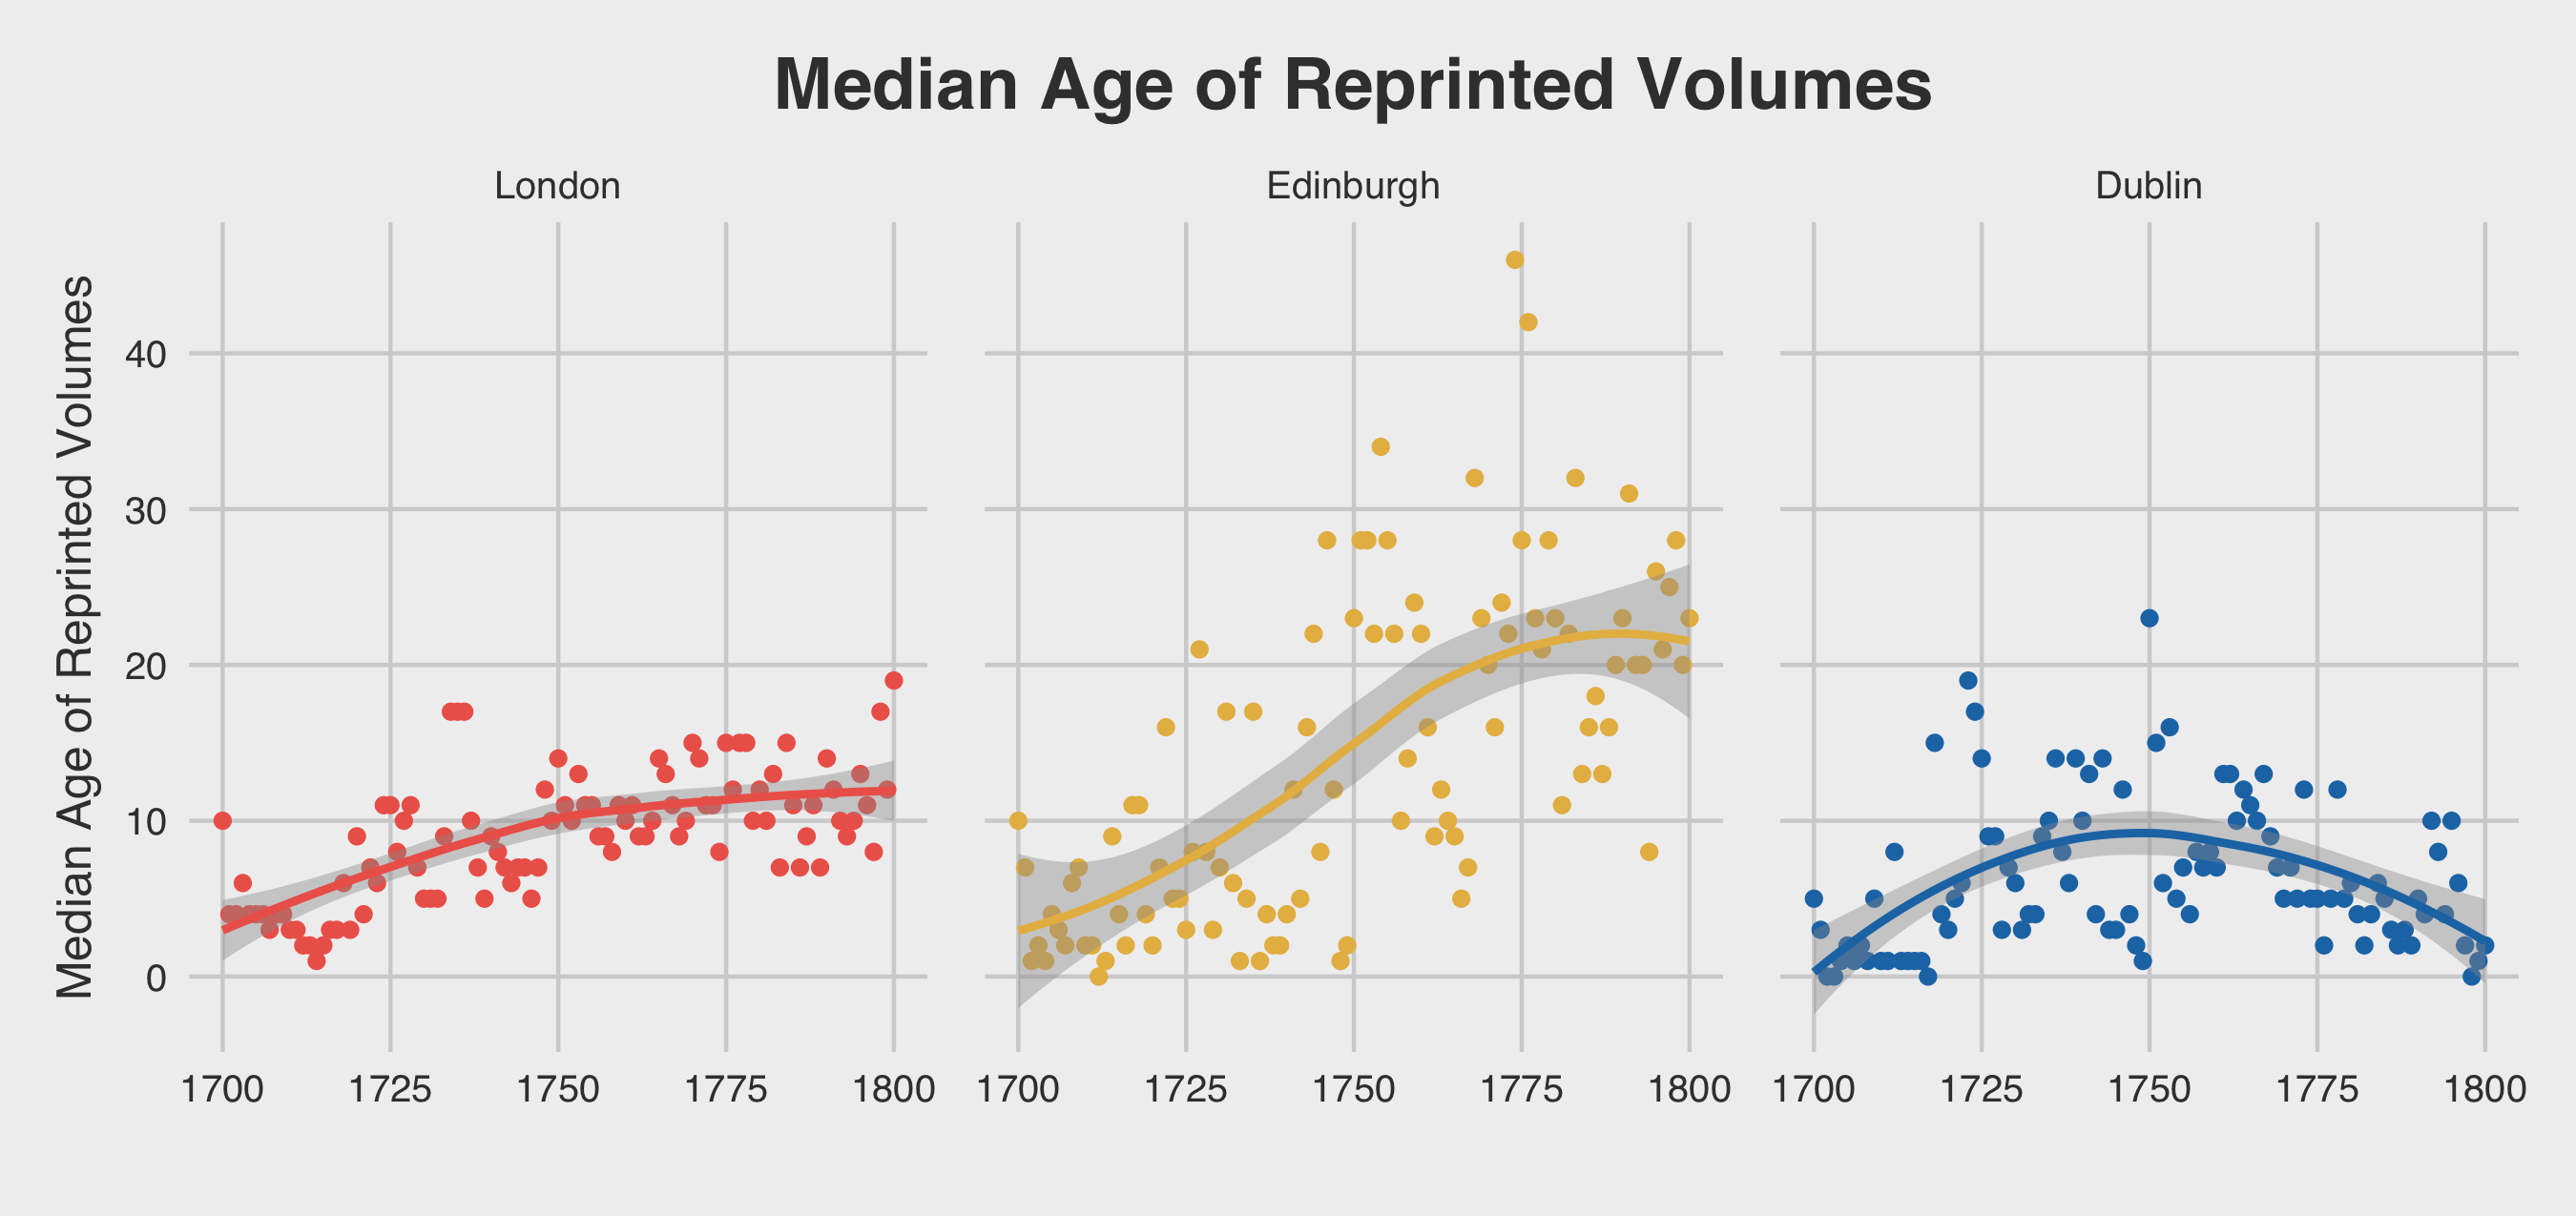 Median Age of Reprinted Volumes
London Edinburgh Dublin
Median Age of Reprinted Volumes
40
30
20
10
0
1700 1725 1750 1775 1800 1700 1725 1750 1775 1800 1700 1725 1750 1775 1800